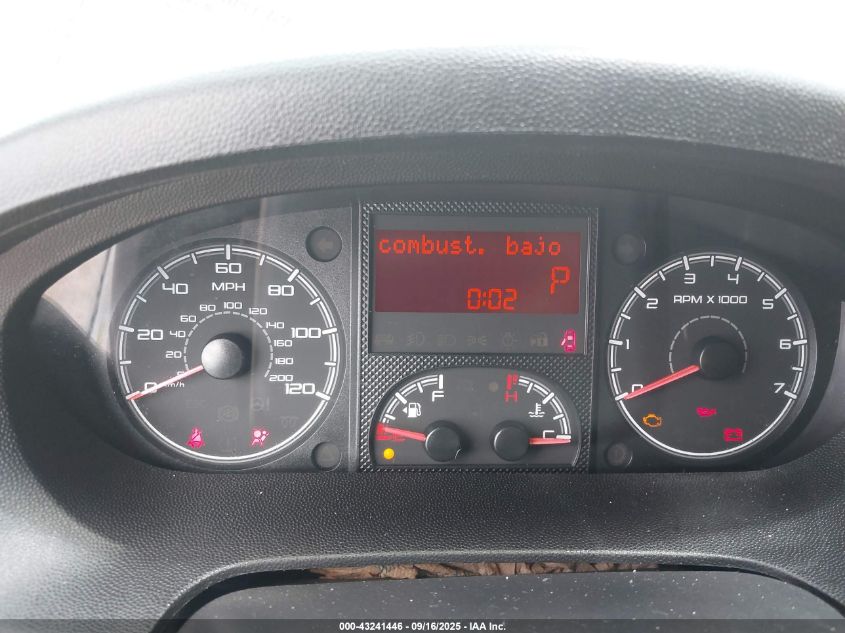 combust. bajo
P
0:02
0 20 40 60 80 100 120
MPH
0 20 40 60 80 100 120 140 160 180 200
km/h
0 1 2 3 4 5 6 7
RPM X 1000
F
H
C
000-43241446 - 09/16/2025 - IAA Inc.